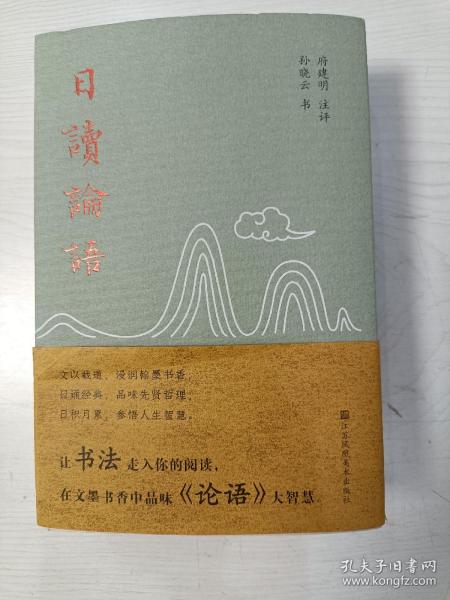 日讀論語
府建明 注评
孙晓云 书
文以载道，浸润翰墨书香，
日诵经典，品味先贤哲理，
日积月累，参悟人生智慧。
让书法走入你的阅读，
在文墨书香中品味《论语》大智慧
江苏凤凰美术出版社
孔夫子旧书网
www.kongfz.com